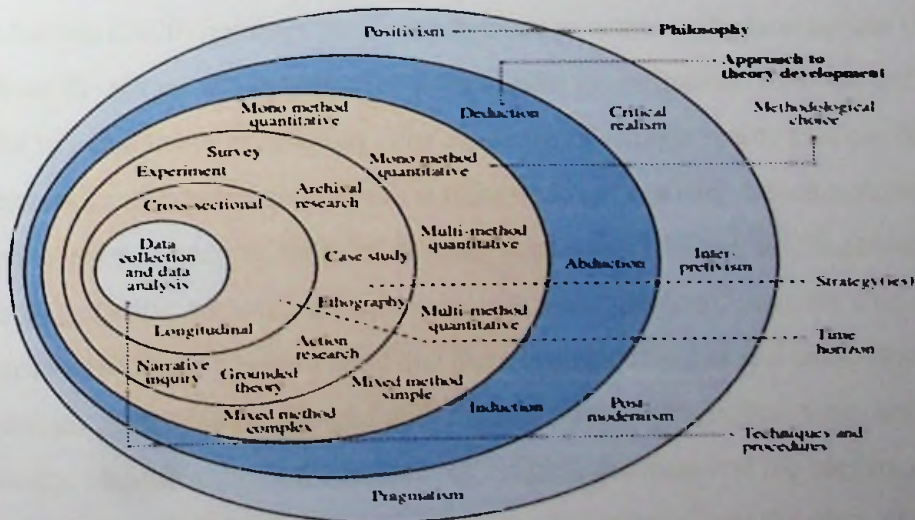 Positivism
Philosophy
Approach to
theory development
Deduction
Critical
realism
Methodological
choice
Mono method
quantitative
Mono method
quantitative
Survey
Experiment
Archival
research
Cross-sectional
Multi-method
quantitative
Data
collection
and data
analysis
Case study
Abduction
Inter-
pretivism
Strategy(ies)
Ethography
Multi-method
quantitative
Longitudinal
Time
horizon
Action
research
Narrative
inquiry
Grounded
theory
Mixed method
simple
Mixed method
complex
Induction
Post-
modernism
Techniques and
procedures
Pragmatism